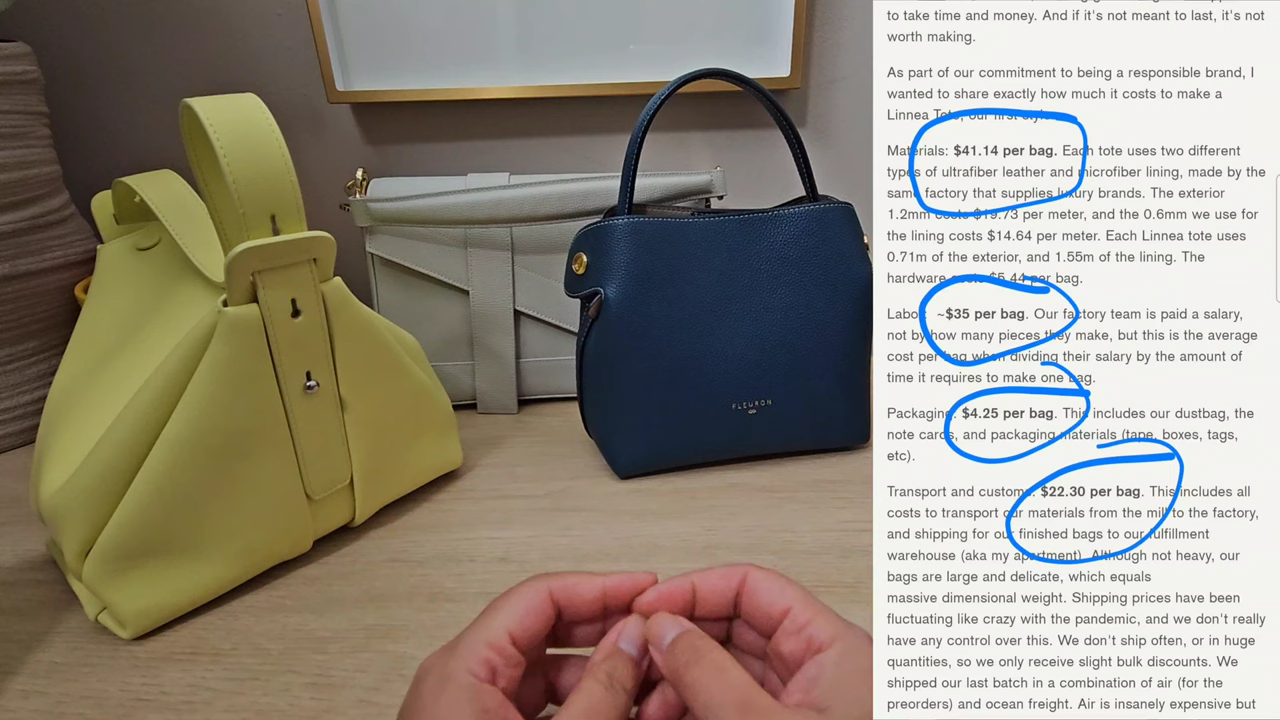 FLEURON
to take time and money. And if it's not meant to last, it's not
worth making.
As part of our commitment to being a responsible brand, I
wanted to share exactly how much it costs to make a
Linnea Tote, our first style.
Materials: $41.14 per bag. Each tote uses two different
types of ultrafiber leather and microfiber lining, made by the
same factory that supplies luxury brands. The exterior
1.2mm costs $19.73 per meter, and the 0.6mm we use for
the lining costs $14.64 per meter. Each Linnea tote uses
0.71m of the exterior, and 1.55m of the lining. The
hardware costs $5.44 per bag.
Labor: ~$35 per bag. Our factory team is paid a salary,
not by how many pieces they make, but this is the average
cost per bag when dividing their salary by the amount of
time it requires to make one bag.
Packaging: $4.25 per bag. This includes our dustbag, the
note cards, and packaging materials (tape, boxes, tags,
etc).
Transport and customs: $22.30 per bag. This includes all
costs to transport our materials from the mill to the factory,
and shipping for our finished bags to our fulfillment
warehouse (aka my apartment). Although not heavy, our
bags are large and delicate, which equals
massive dimensional weight. Shipping prices have been
fluctuating like crazy with the pandemic, and we don't really
have any control over this. We don't ship often, or in huge
quantities, so we only receive slight bulk discounts. We
shipped our last batch in a combination of air (for the
preorders) and ocean freight. Air is insanely expensive but